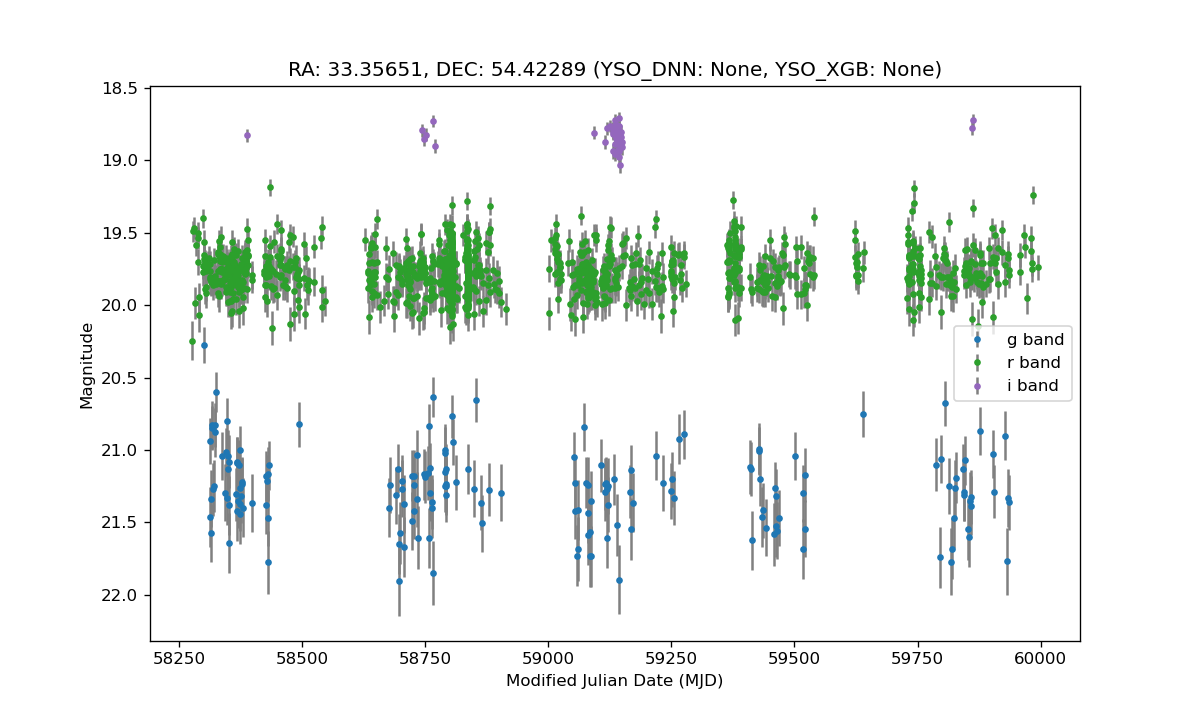 RA: 33.35651, DEC: 54.42289 (YSO_DNN: None, YSO_XGB: None)
18.5
19.0
19.5
20.0
20.5
21.0
21.5
22.0
Magnitude
g band
r band
i band
58250 58500 58750 59000 59250 59500 59750 60000
Modified Julian Date (MJD)